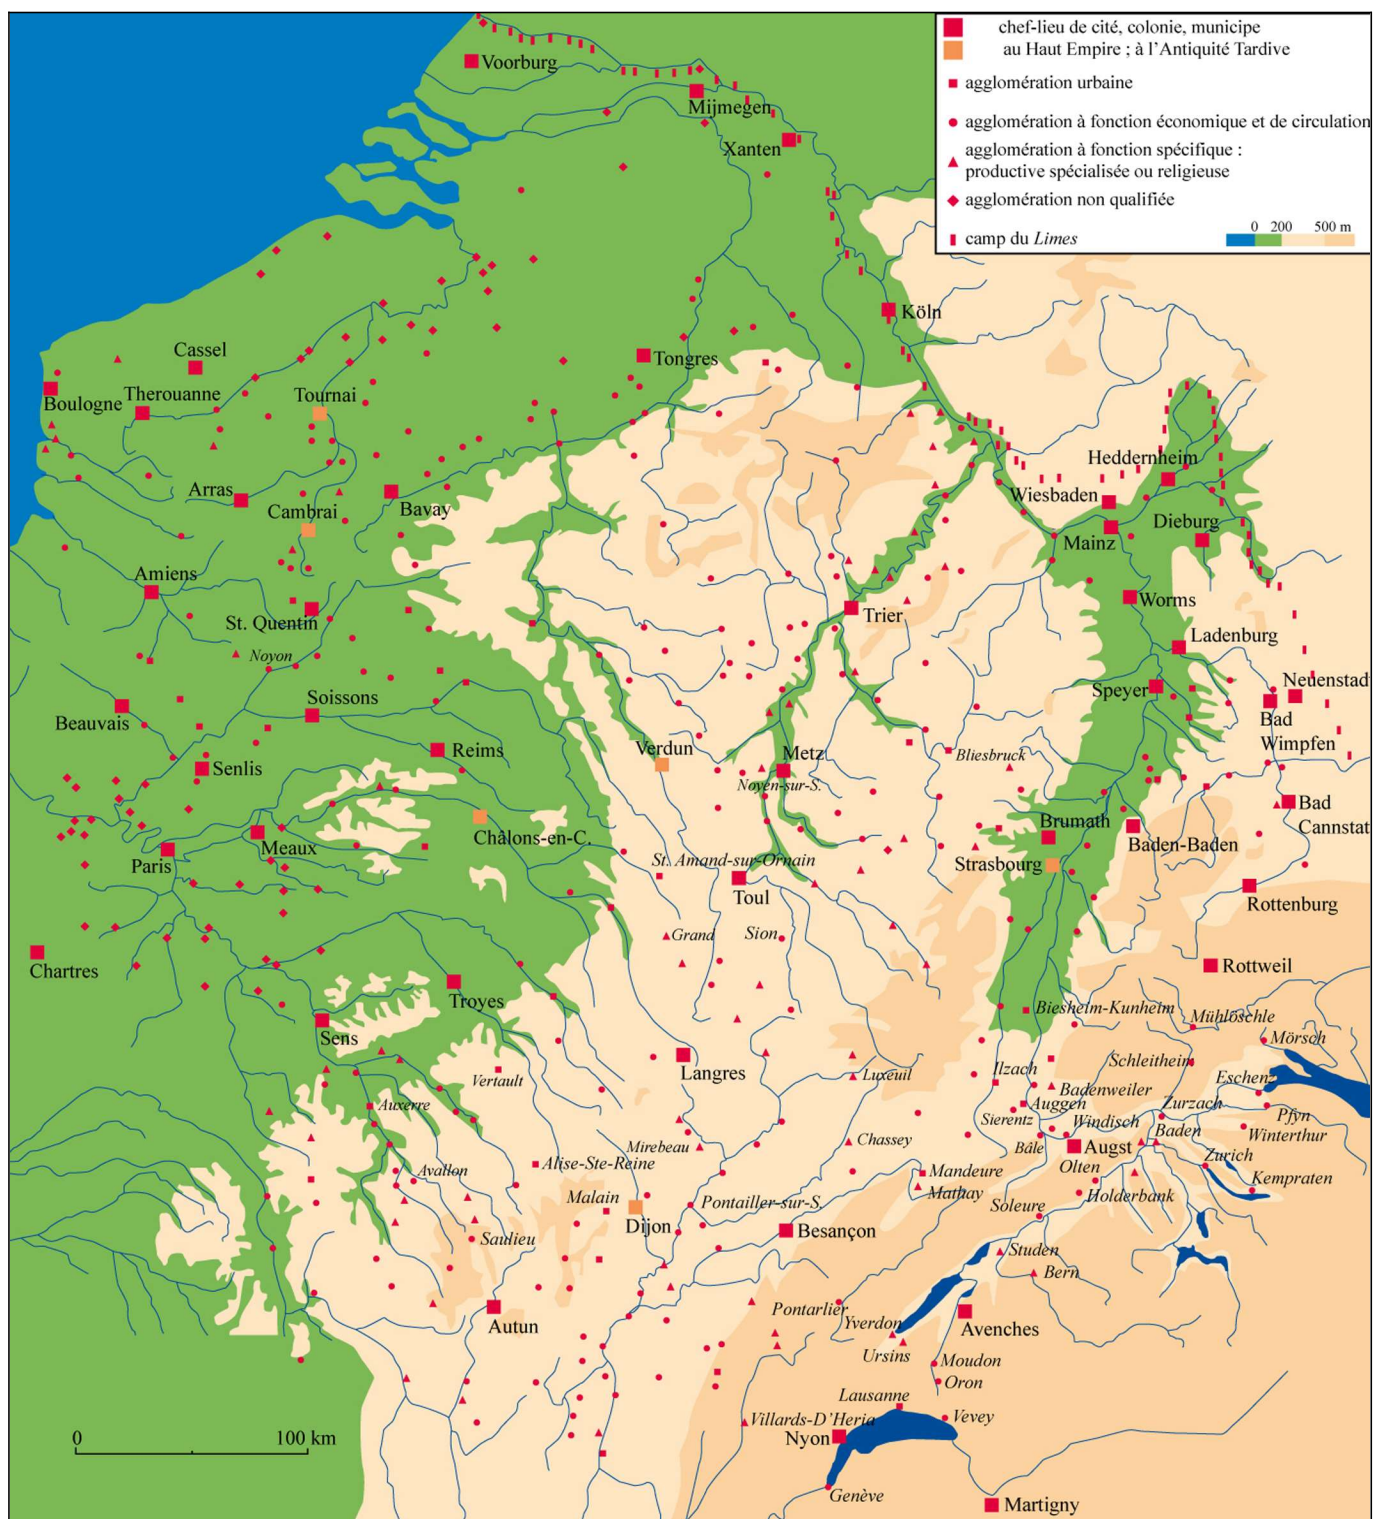 chef-lieu de cité, colonie, municipe
au Haut Empire ; à l'Antiquité Tardive
agglomération urbaine
agglomération à fonction économique et de circulation
agglomération à fonction spécifique :
productive spécialisée ou religieuse
agglomération non qualifiée
camp du Limes
0 200 500 m
Voorburg
Mijmegen
Xanten
Köln
Cassel
Tongres
Therouanne
Tournai
Boulogne
Heddernheim
Arras
Bavay
Wiesbaden
Cambrai
Dieburg
Mainz
Amiens
Worms
St. Quentin
Trier
Ladenburg
Noyon
Neuenstad
Soissons
Speyer
Beauvais
Bad
Wimpfen
Reims
Verdun
Metz
Bliesbruck
Senlis
Noyen-sur-S.
Bad
Cannstat
Brumath
Châlons-en-C.
Baden-Baden
Meaux
Paris
St. Amand-sur-Ornain
Strasbourg
Toul
Rottenburg
Grand
Sion
Chartres
Rottweil
Troyes
Biesheim-Kunheim
Mühlöschle
Sens
Mörsch
Langres
Schleitheim
Vertault
Luxeuil
Ilzach
Eschenz
Badenweiler
Auxerre
Auggen
Zurzach
Pfyn
Sierentz
Windisch
Baden
Winterthur
Mirebeau
Chassey
Bâle
Augst
Zurich
Alise-Ste-Reine
Avallon
Mandeure
Olten
Kempraten
Mathay
Holderbank
Malain
Pontailler-sur-S.
Soleure
Dijon
Besançon
Saulieu
Studen
Bern
Pontarlier
Yverdon
Autun
Avenches
Ursins
Moudon
Oron
Lausanne
Villards-D'Heria
Vevey
Nyon
0 100 km
Genève
Martigny